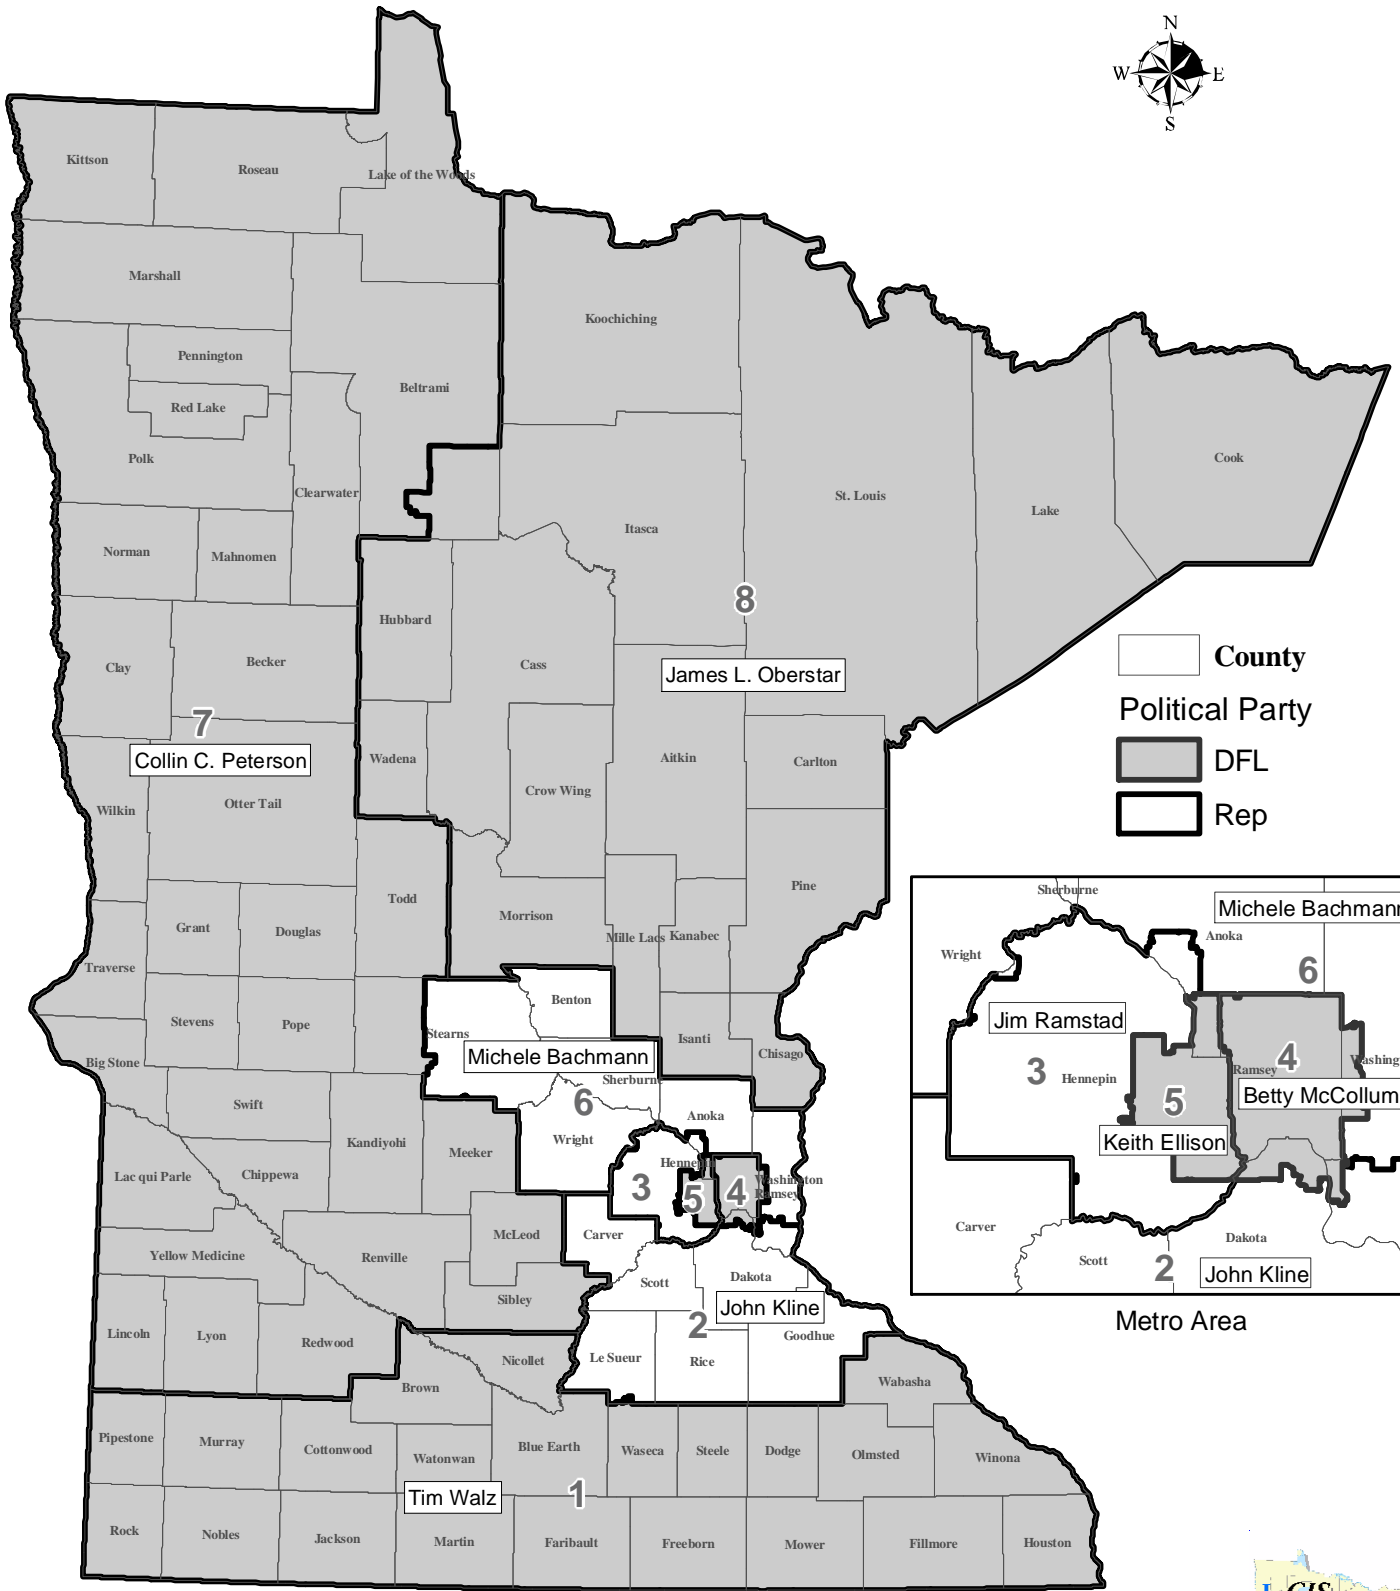 N
W E
S
Kittson
Roseau
Lake of the Woods
Marshall
Koochiching
Pennington
Beltrami
Red Lake
Polk
Cook
Clearwater
St. Louis
Lake
Itasca
Norman
Mahnomen
8
Hubbard
Becker
Clay
Cass
James L. Oberstar
County
Political Party
DFL
Rep
7
Collin C. Peterson
Wadena
Aitkin
Carlton
Crow Wing
Otter Tail
Wilkin
Pine
Todd
Morrison
Grant
Douglas
Mille Lacs
Kanabec
Traverse
Benton
Stevens
Pope
Stearns
Isanti
Chisago
Big Stone
Michele Bachmann
Sherburne
6
Swift
Anoka
Wright
Kandiyohi
Meeker
Hennepin
Lac qui Parle
Chippewa
3
5
4
Washington
Ramsey
McLeod
Carver
Yellow Medicine
Renville
Scott
Dakota
Sibley
John Kline
2
Goodhue
Lincoln
Lyon
Redwood
Nicollet
Le Sueur
Rice
Brown
Wabasha
Pipestone
Murray
Cottonwood
Watonwan
Blue Earth
Waseca
Steele
Dodge
Olmsted
Winona
Tim Walz
1
Rock
Nobles
Jackson
Martin
Faribault
Freeborn
Mower
Fillmore
Houston
Sherburne
Michele Bachmann
Anoka
Wright
6
Jim Ramstad
3
Hennepin
4
Ramsey
Washing
Betty McCollum
5
Keith Ellison
Carver
Dakota
Scott
2
John Kline
Metro Area